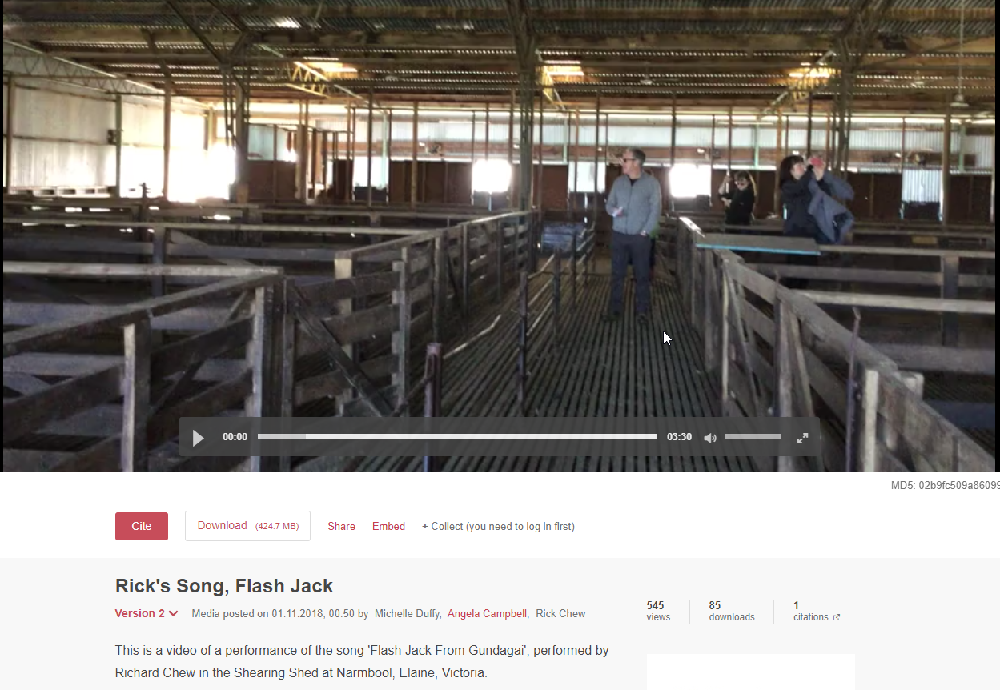 00:00 03:30
MD5: 02b9fc509a86099
Cite Download (424.7 MB) Share Embed + Collect (you need to log in first)
Rick's Song, Flash Jack
Version 2 Media posted on 01.11.2018, 00:50 by Michelle Duffy, Angela Campbell, Rick Chew
545 85 1
views downloads citations
This is a video of a performance of the song 'Flash Jack From Gundagai', performed by
Richard Chew in the Shearing Shed at Narmbool, Elaine, Victoria.